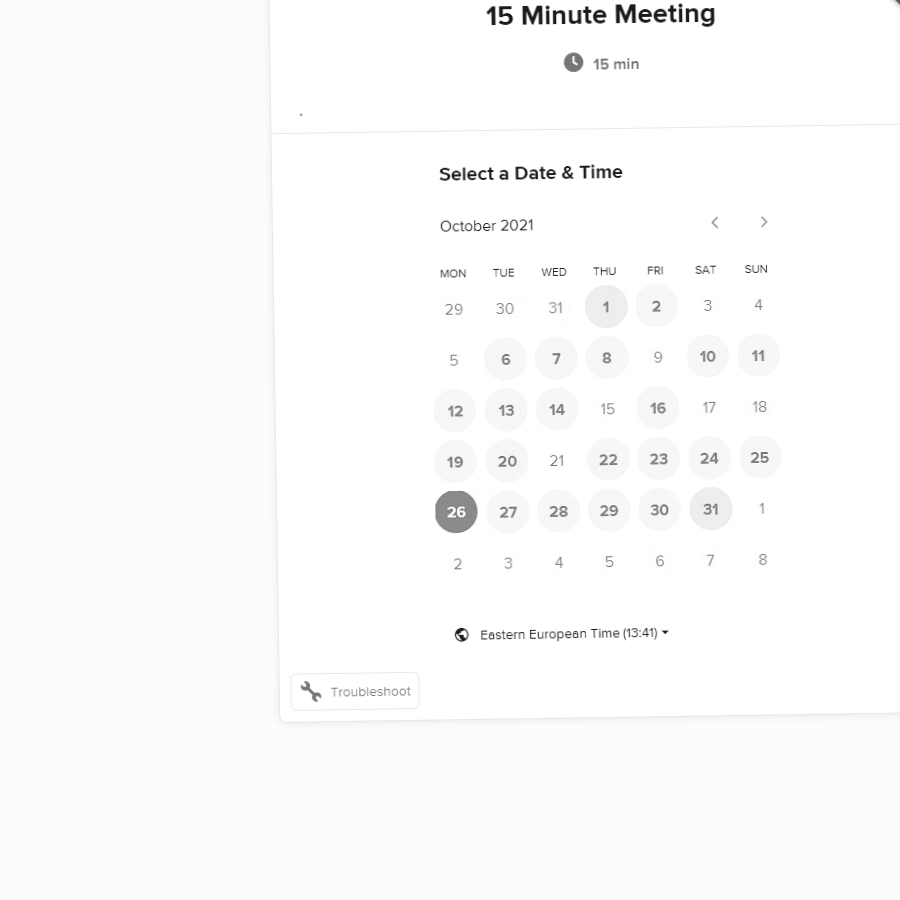 15 Minute Meeting
15 min
Select a Date & Time
October 2021
MON TUE WED THU FRI SAT SUN
29 30 31 1 2 3 4
5 6 7 8 9 10 11
12 13 14 15 16 17 18
19 20 21 22 23 24 25
26 27 28 29 30 31 1
2 3 4 5 6 7 8
Eastern European Time (13:41)
Troubleshoot